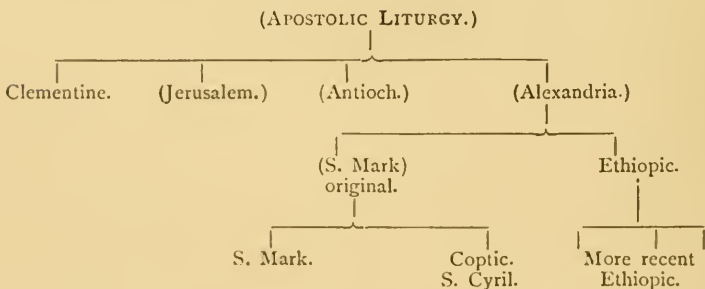 (APOSTOLIC LITURGY.)
Clementine. (Jerusalem.) (Antioch.) (Alexandria.)
(S. Mark) Ethiopic.
original.
S. Mark. Coptic. More recent
S. Cyril. Ethiopic.